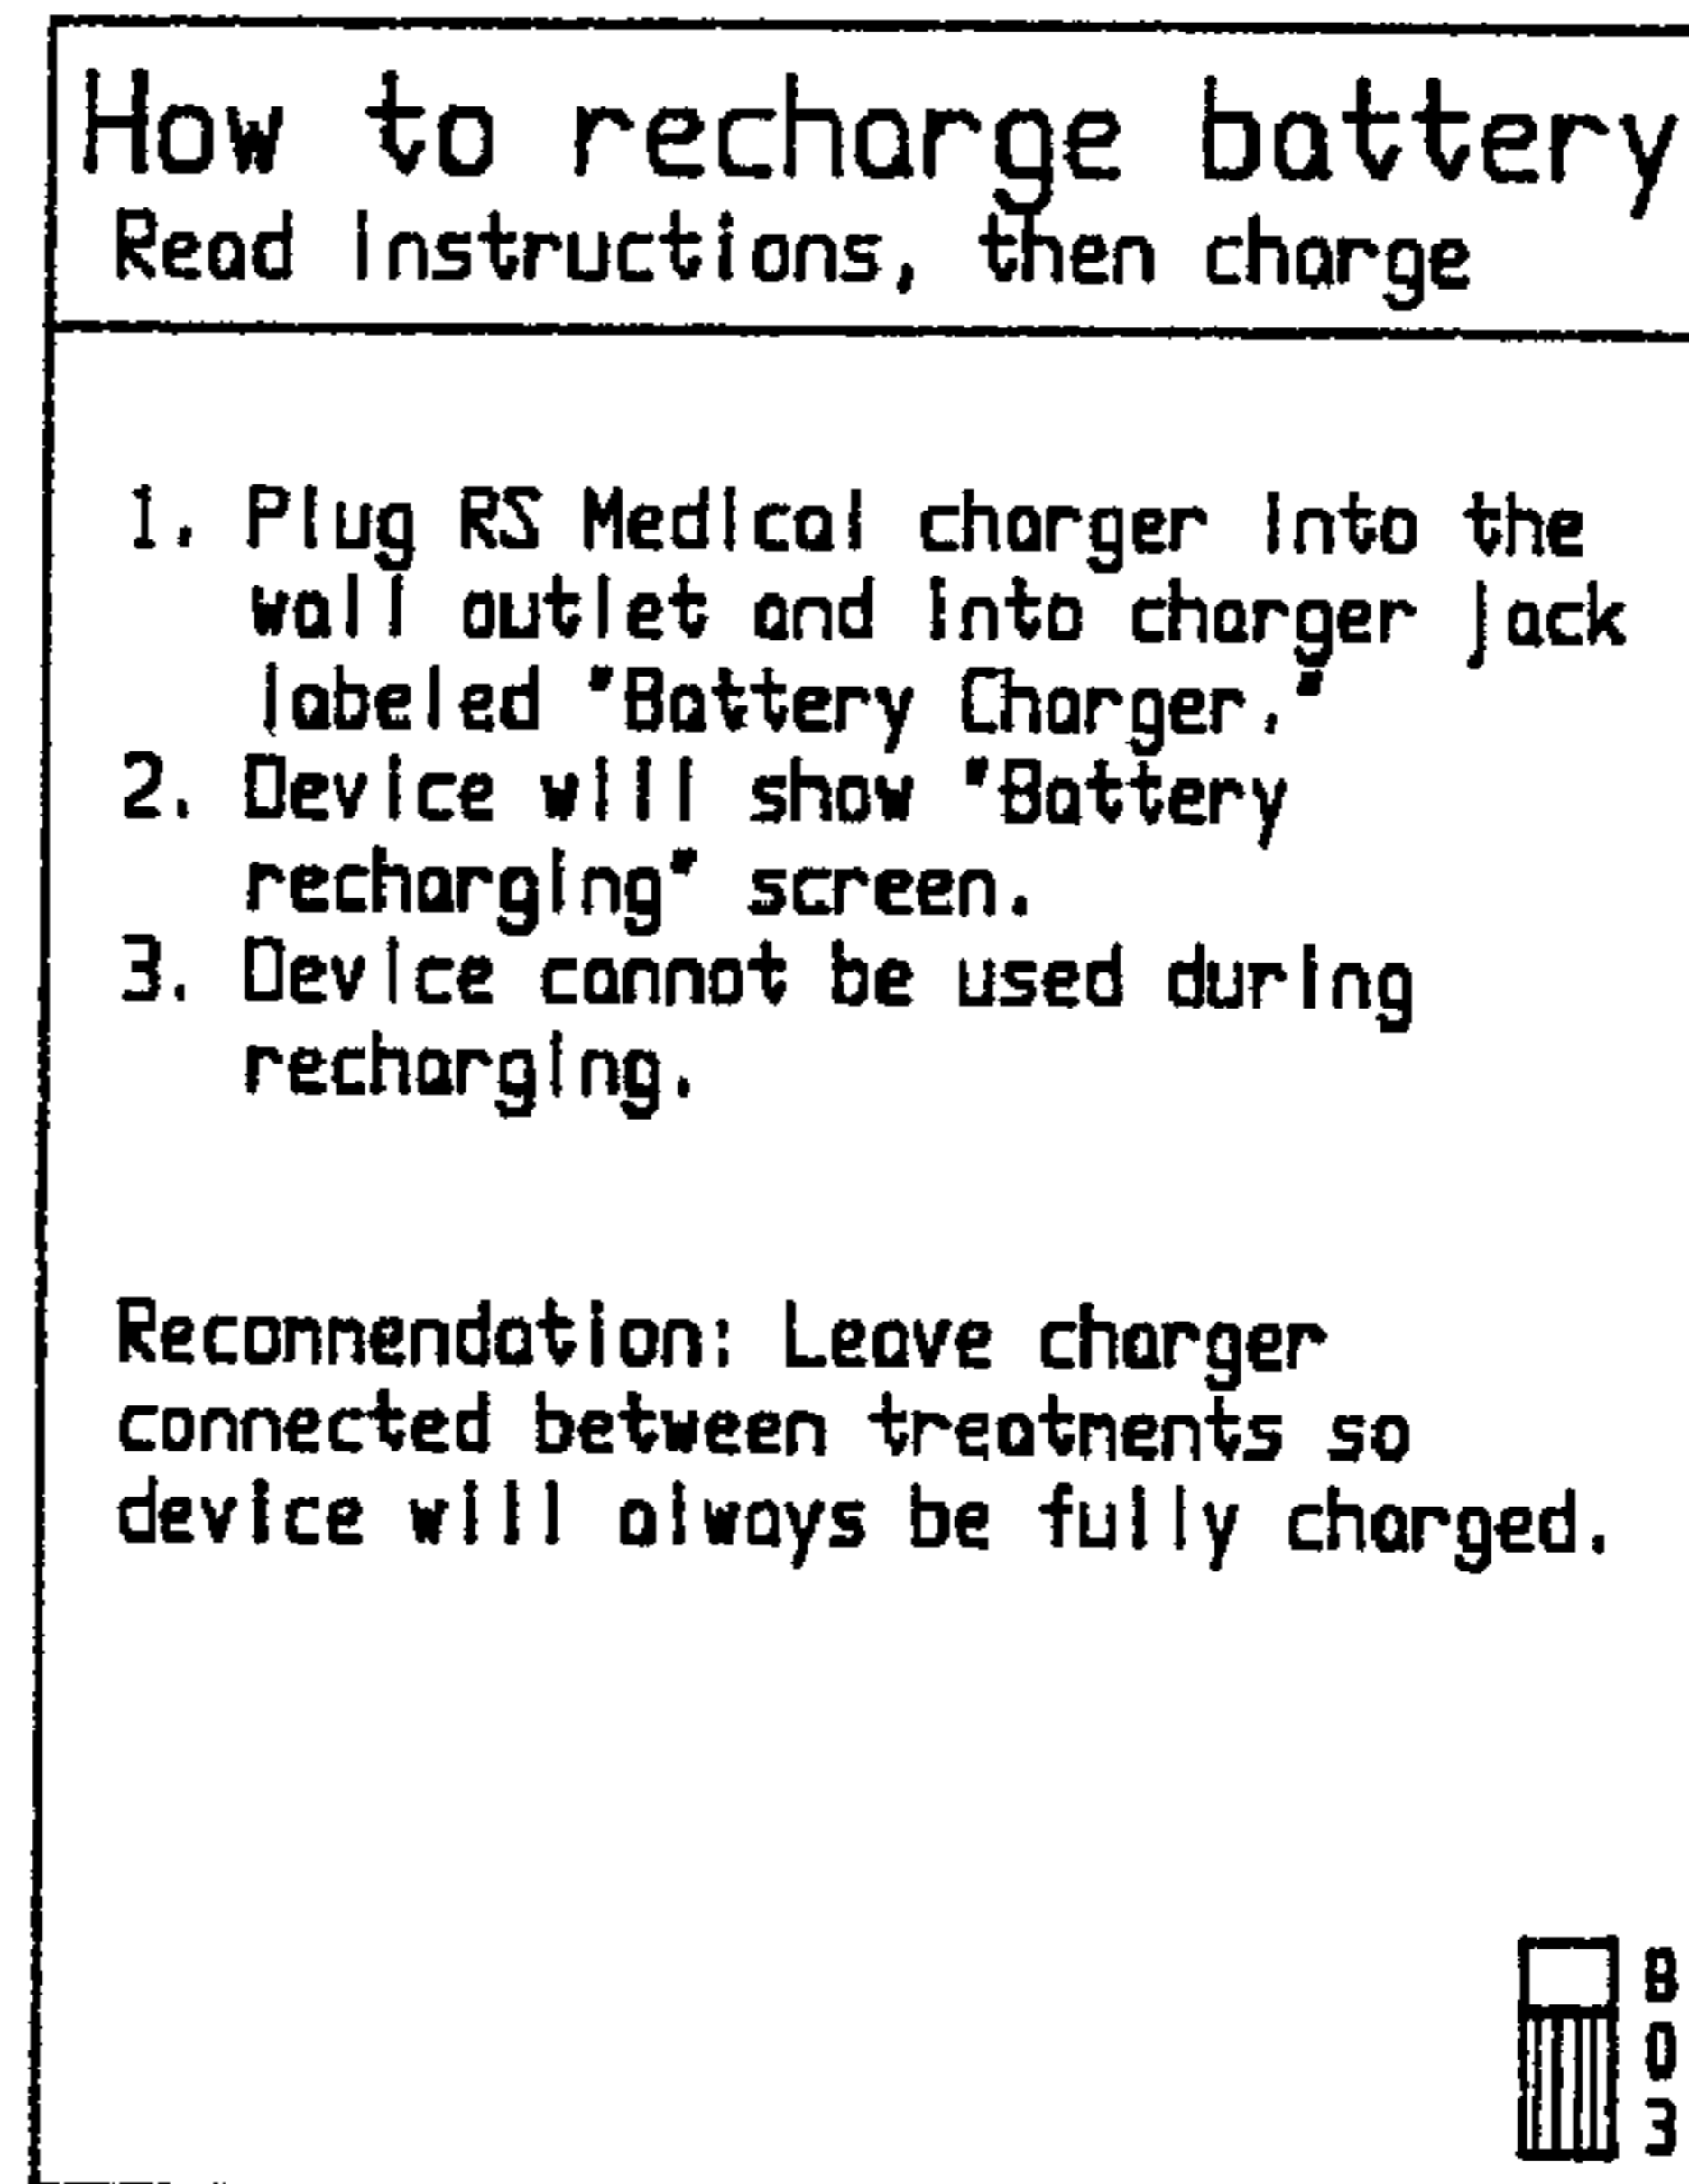 How to recharge battery
Read instructions, then charge
1. Plug RS Medical charger into the
wall outlet and into charger jack
labeled "Battery Charger."
2. Device will show "Battery
recharging" screen.
3. Device cannot be used during
recharging.
Recommendation: Leave charger
connected between treatments so
device will always be fully charged.
8
0
3